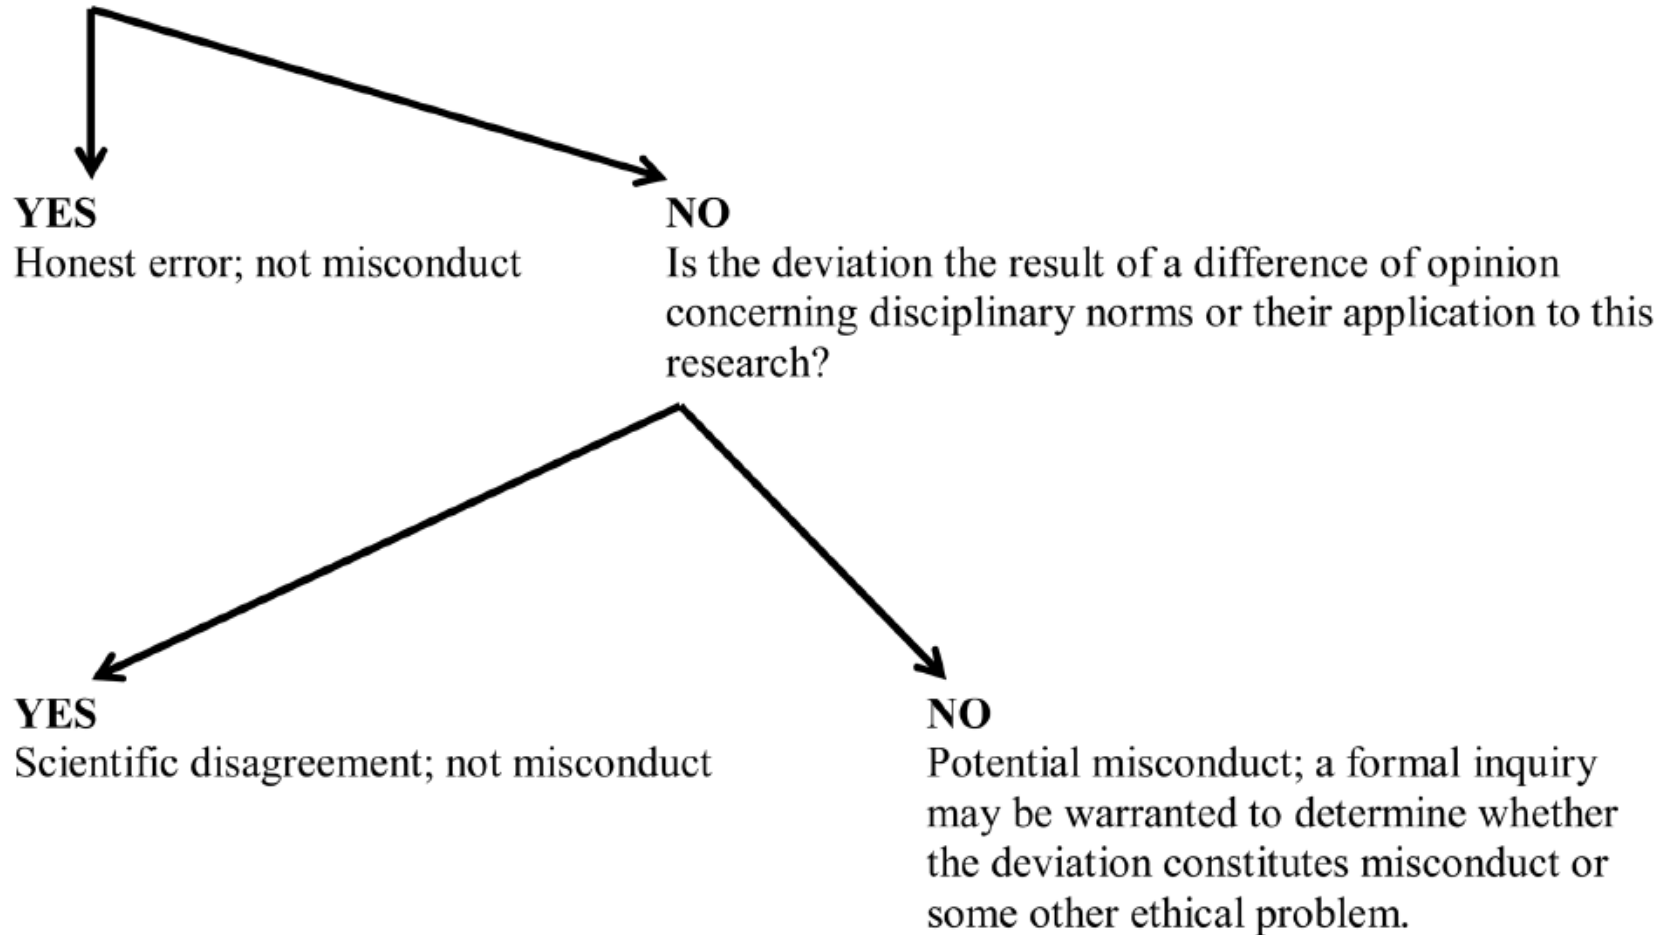 YES
Honest error; not misconduct
NO
Is the deviation the result of a difference of opinion
concerning disciplinary norms or their application to this
research?
YES
Scientific disagreement; not misconduct
NO
Potential misconduct; a formal inquiry
may be warranted to determine whether
the deviation constitutes misconduct or
some other ethical problem.